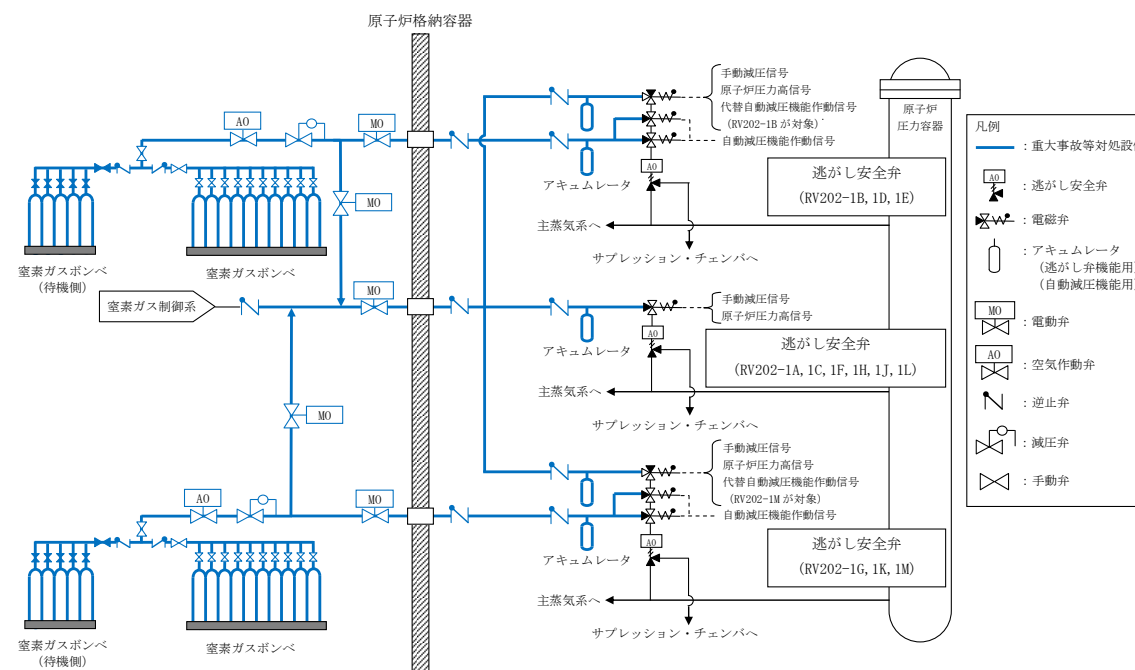 原子炉格納容器
手動減圧信号
原子炉圧力高信号
代替自動減圧機能作動信号
(RV202-1Bが対象)
自動減圧機能作動信号
AO
MO
アキュムレータ
AO
逃がし安全弁
(RV202-1B, 1D, 1E)
主蒸気系へ
サプレッション・チェンバへ
窒素ガスボンベ
(待機側)
窒素ガスボンベ
MO
窒素ガス制御系
MO
手動減圧信号
原子炉圧力高信号
アキュムレータ
AO
逃がし安全弁
(RV202-1A, 1C, 1F, 1H, 1J, 1L)
主蒸気系へ
サプレッション・チェンバへ
MO
手動減圧信号
原子炉圧力高信号
代替自動減圧機能作動信号
(RV202-1Mが対象)
自動減圧機能作動信号
AO
MO
アキュムレータ
AO
逃がし安全弁
(RV202-1G, 1K, 1M)
主蒸気系へ
サプレッション・チェンバへ
窒素ガスボンベ
(待機側)
窒素ガスボンベ
原子炉
圧力容器
凡例
:重大事故等対処設備
AO
:逃がし安全弁
:電磁弁
:アキュムレータ
(逃がし弁機能用)
(自動減圧機能用)
MO
:電動弁
AO
:空気作動弁
:逆止弁
:減圧弁
:手動弁